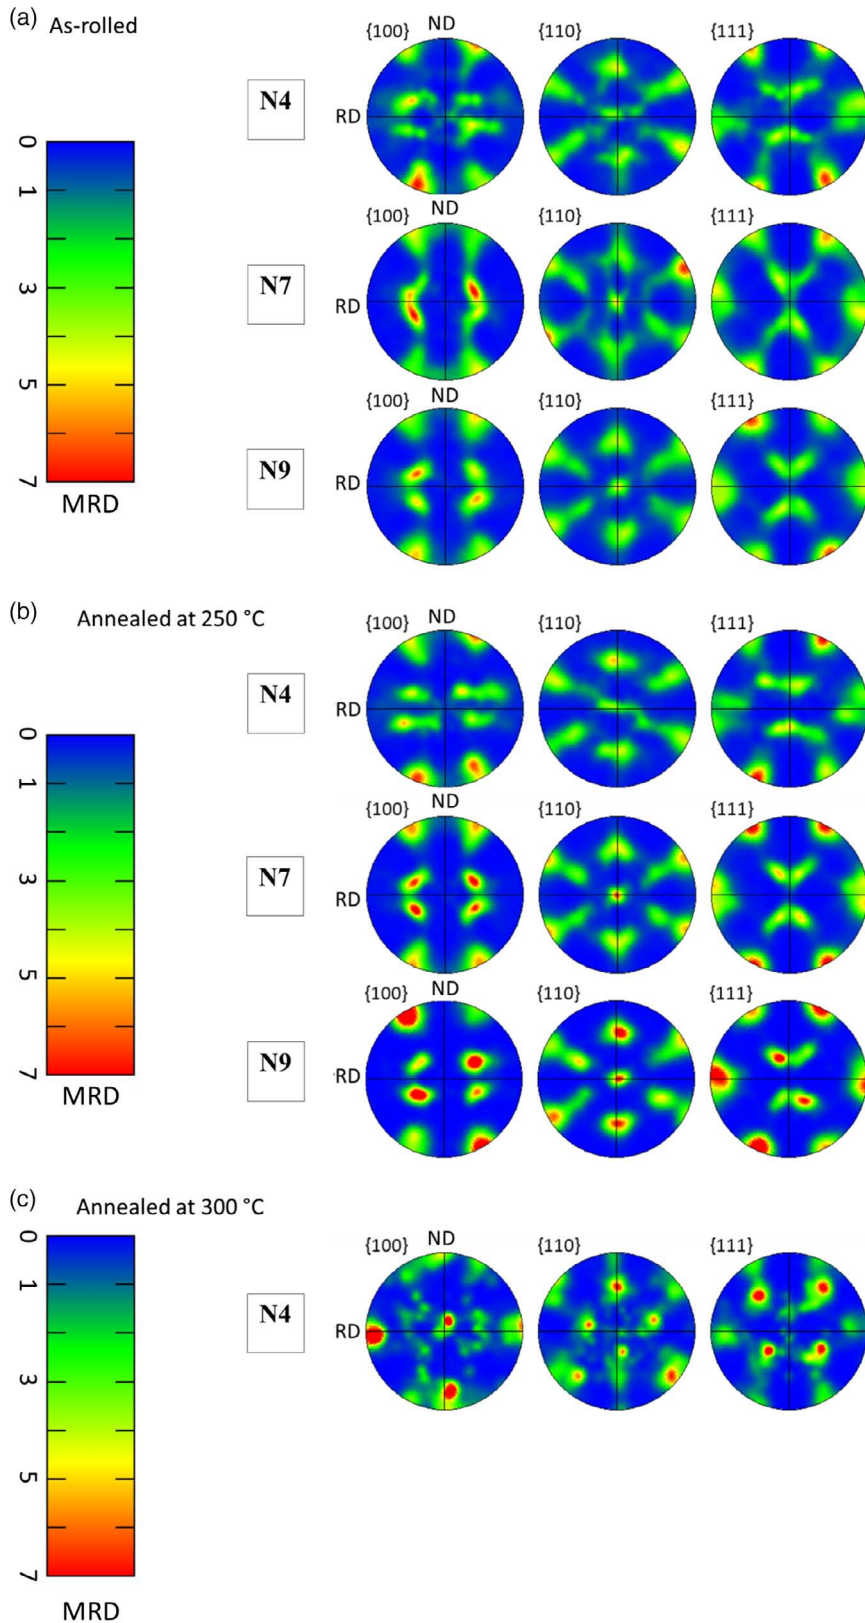 (a) As-rolled
{100} ND {110} {111}
N4
RD
0
1
3
5
7
MRD
{100} ND {110} {111}
N7
RD
{100} ND {110} {111}
N9
RD
(b) Annealed at 250 °C
{100} ND {110} {111}
N4
RD
0
1
3
5
7
MRD
{100} ND {110} {111}
N7
RD
{100} ND {110} {111}
N9
RD
(c) Annealed at 300 °C
{100} ND {110} {111}
N4
RD
0
1
3
5
7
MRD